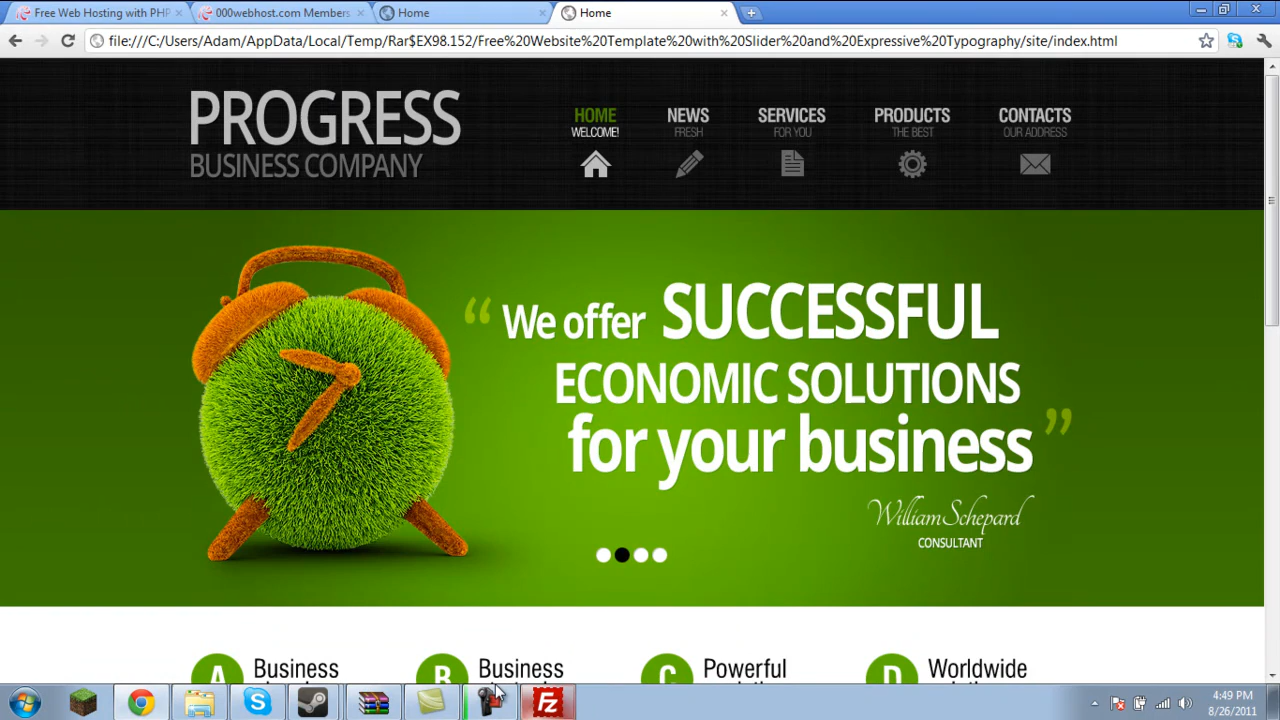 Free Web Hosting with PHP
000webhost.com Members
Home
Home
file:///C:/Users/Adam/AppData/Local/Temp/Rar$EX98.152/Free%20Website%20Template%20with%20Slider%20and%20Expressive%20Typography/site/index.html
PROGRESS
BUSINESS COMPANY
HOME
WELCOME!
NEWS
FRESH
SERVICES
FOR YOU
PRODUCTS
THE BEST
CONTACTS
OUR ADDRESS
“ We offer SUCCESSFUL
ECONOMIC SOLUTIONS
for your business ”
William Schepard
CONSULTANT
A Business
B Business
C Powerful
D Worldwide
Fz
4:49 PM
8/26/2011